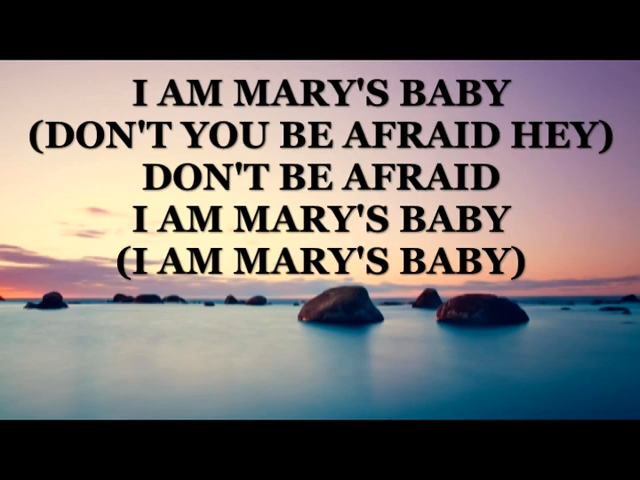 I AM MARY'S BABY
(DON'T YOU BE AFRAID HEY)
DON'T BE AFRAID
I AM MARY'S BABY
(I AM MARY'S BABY)